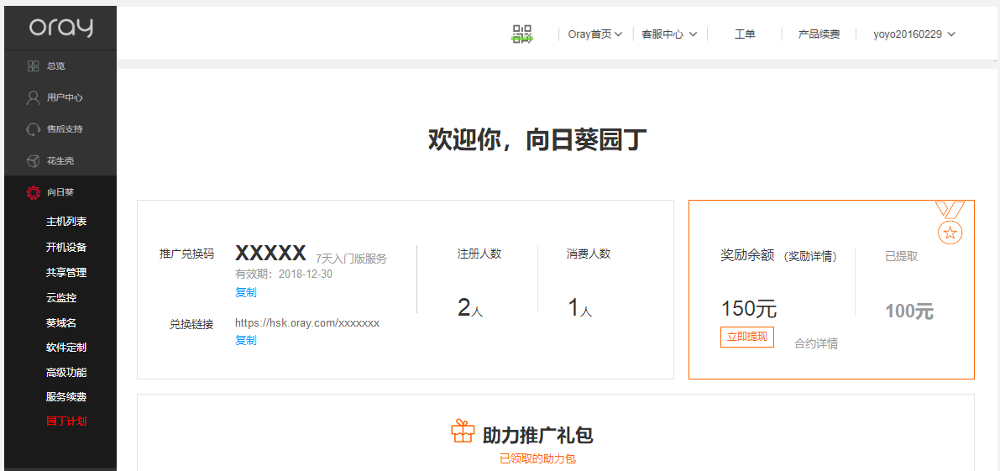 oray
Oray首页
客服中心
工单
产品续费
yoyo20160229
总览
用户中心
售后支持
花生壳
向日葵
主机列表
开机设备
共享管理
云监控
葵域名
软件定制
高级功能
服务续费
园丁计划
欢迎你，向日葵园丁
推广兑换码
XXXXX 7天入门版服务
有效期：2018-12-30
复制
兑换链接
https://hsk.oray.com/xxxxxxx
复制
注册人数
2人
消费人数
1人
奖励余额 （奖励详情）
150元
立即提现
合约详情
已提取
100元
助力推广礼包
已领取的助力包